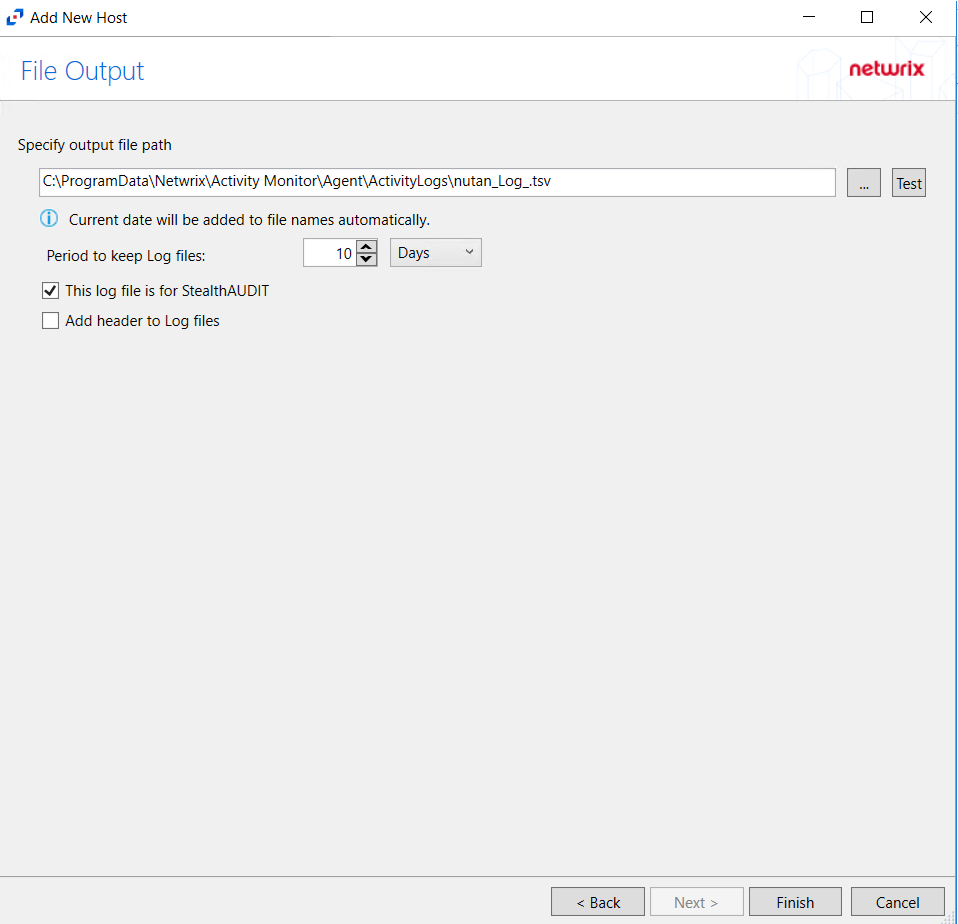 Add New Host
File Output
netwrix
Specify output file path
C:\ProgramData\Netwrix\Activity Monitor\Agent\ActivityLogs\nutan_Log_.tsv
... Test
Current date will be added to file names automatically.
Period to keep Log files: 10 Days
This log file is for StealthAUDIT
Add header to Log files
< Back Next > Finish Cancel